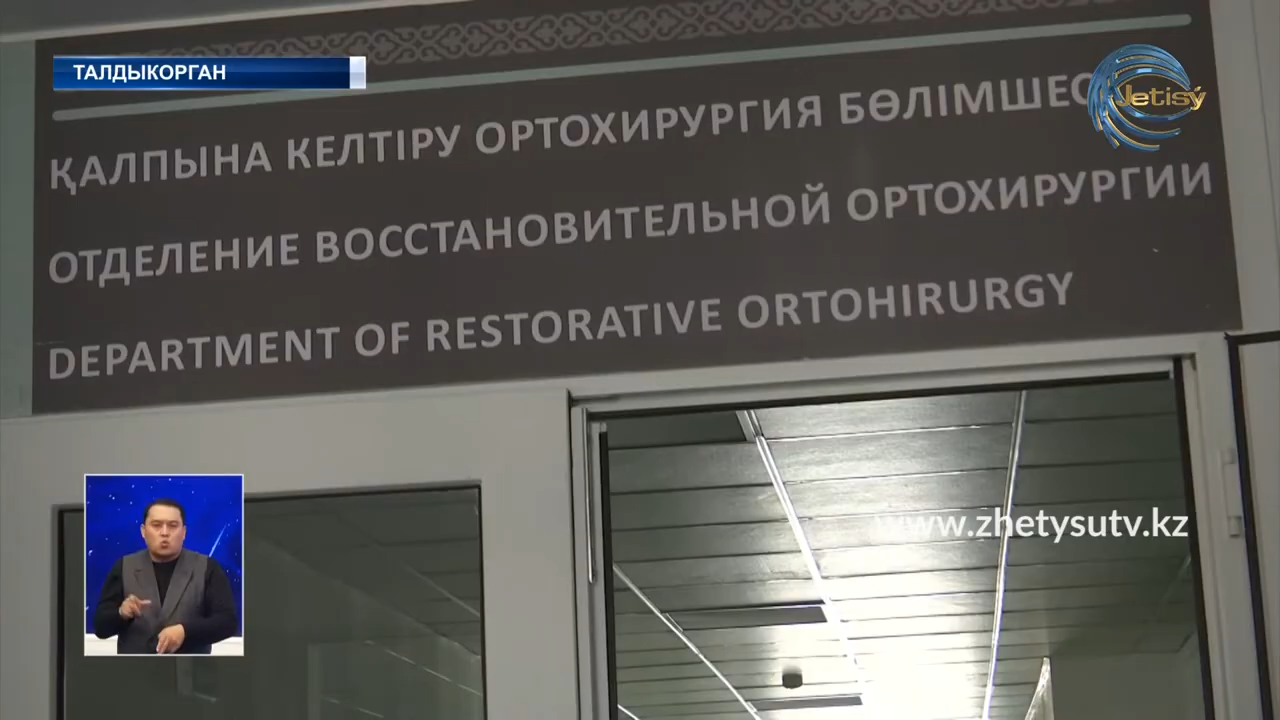 ТАЛДЫКОРГАН
Jetisý
ҚАЛПЫНА КЕЛТІРУ ОРТОХИРУРГИЯ БӨЛІМШЕС
ОТДЕЛЕНИЕ ВОССТАНОВИТЕЛЬНОЙ ОРТОХИРУРГИИ
DEPARTMENT OF RESTORATIVE ORTOHIRURGY
www.zhetysutv.kz